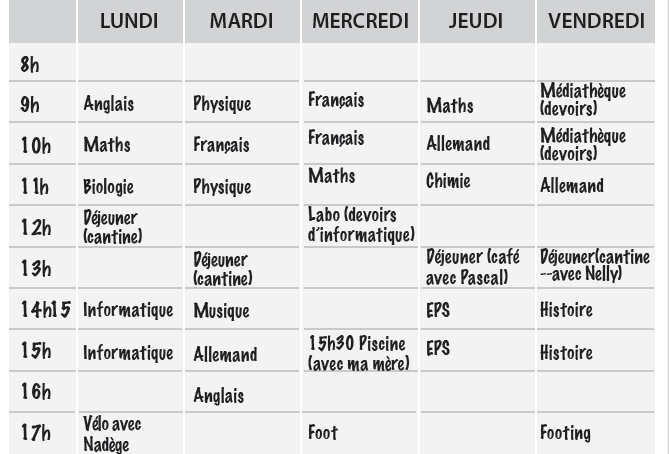 LUNDI MARDI MERCREDI JEUDI VENDREDI
8h
9h Anglais Physique Français Maths Médiathèque (devoirs)
10h Maths Français Français Allemand Médiathèque (devoirs)
11h Biologie Physique Maths Chimie Allemand
12h Déjeuner (cantine) Labo (devoirs d'informatique)
13h Déjeuner (cantine) Déjeuner (café avec Pascal) Déjeuner(cantine --avec Nelly)
14h15 Informatique Musique EPS Histoire
15h Informatique Allemand 15h30 Piscine (avec ma mère) EPS Histoire
16h Anglais
17h Vélo avec Nadège Foot Footing